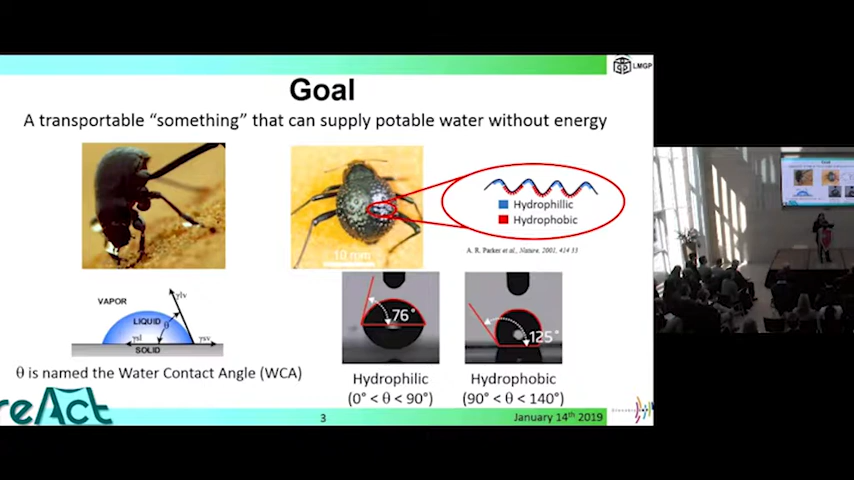 LMGP
Goal
A transportable “something” that can supply potable water without energy
Hydrophillic
Hydrophobic
10 mm
A. R. Parker et al., Nature. 2001, 414 33
VAPOR
γlv
LIQUID
θ
γsl
γsv
SOLID
76°
125°
θ is named the Water Contact Angle (WCA)
Hydrophilic
(0° < θ < 90°)
Hydrophobic
(90° < θ < 140°)
reAct
3
January 14th 2019